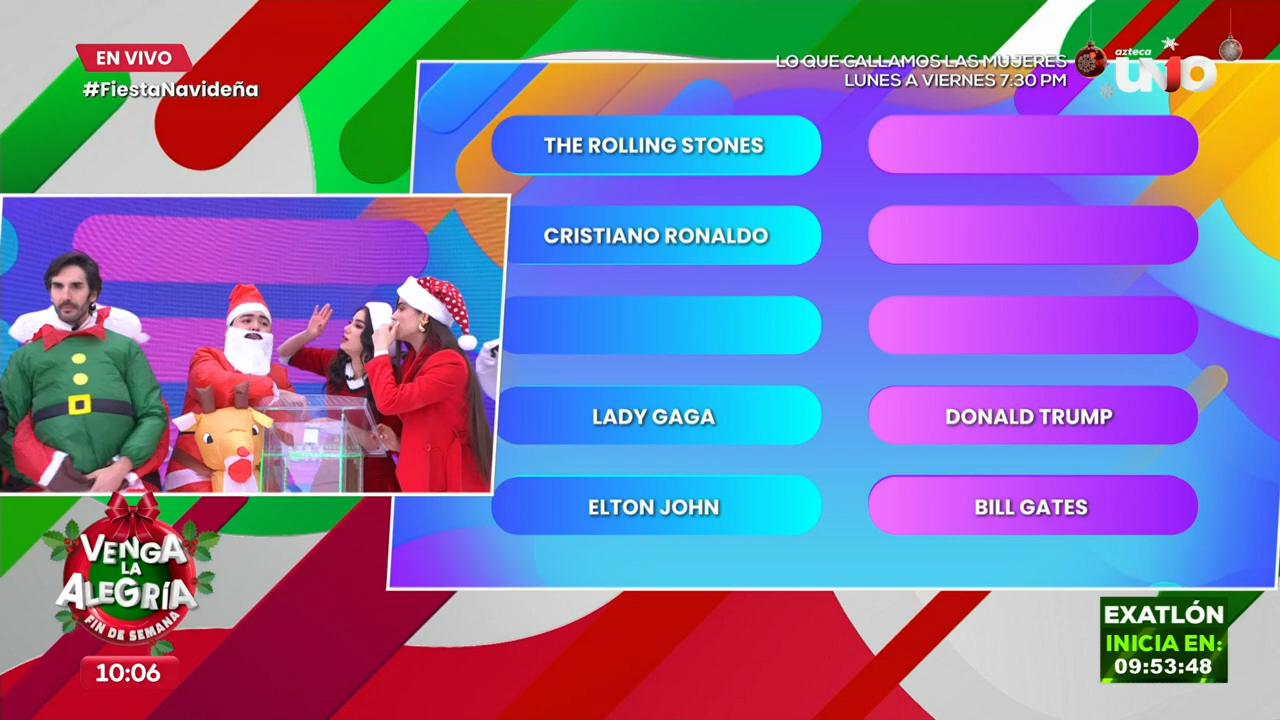 EN VIVO
#FiestaNavideña
LO QUE CALLAMOS LAS MUJERES
LUNES A VIERNES 7:30 PM
azteca
UNO
THE ROLLING STONES
CRISTIANO RONALDO
LADY GAGA
DONALD TRUMP
ELTON JOHN
BILL GATES
VENGA
LA
ALEGRÍA
FIN DE SEMANA
10:06
EXATLÓN
INICIA EN:
09:53:48